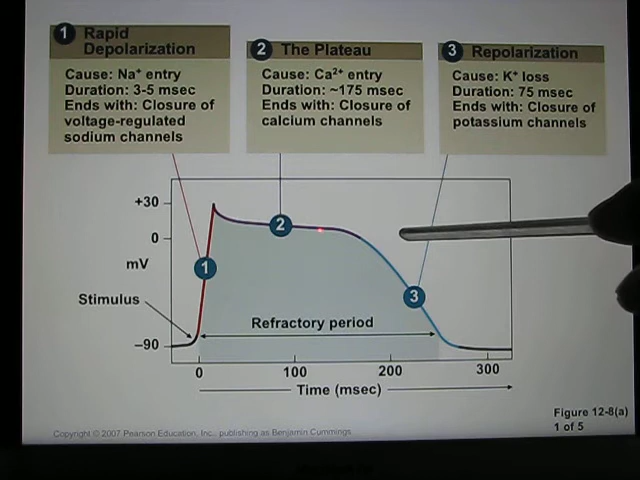 1 Rapid
Depolarization
Cause: Na⁺ entry
Duration: 3-5 msec
Ends with: Closure of
voltage-regulated
sodium channels
2 The Plateau
Cause: Ca²⁺ entry
Duration: ~175 msec
Ends with: Closure of
calcium channels
3 Repolarization
Cause: K⁺ loss
Duration: 75 msec
Ends with: Closure of
potassium channels
+30
0
mV
–90
Stimulus
1
2
3
Refractory period
0 100 200 300
Time (msec)
Figure 12-8(a)
1 of 5
Copyright © 2007 Pearson Education, Inc., publishing as Benjamin Cummings